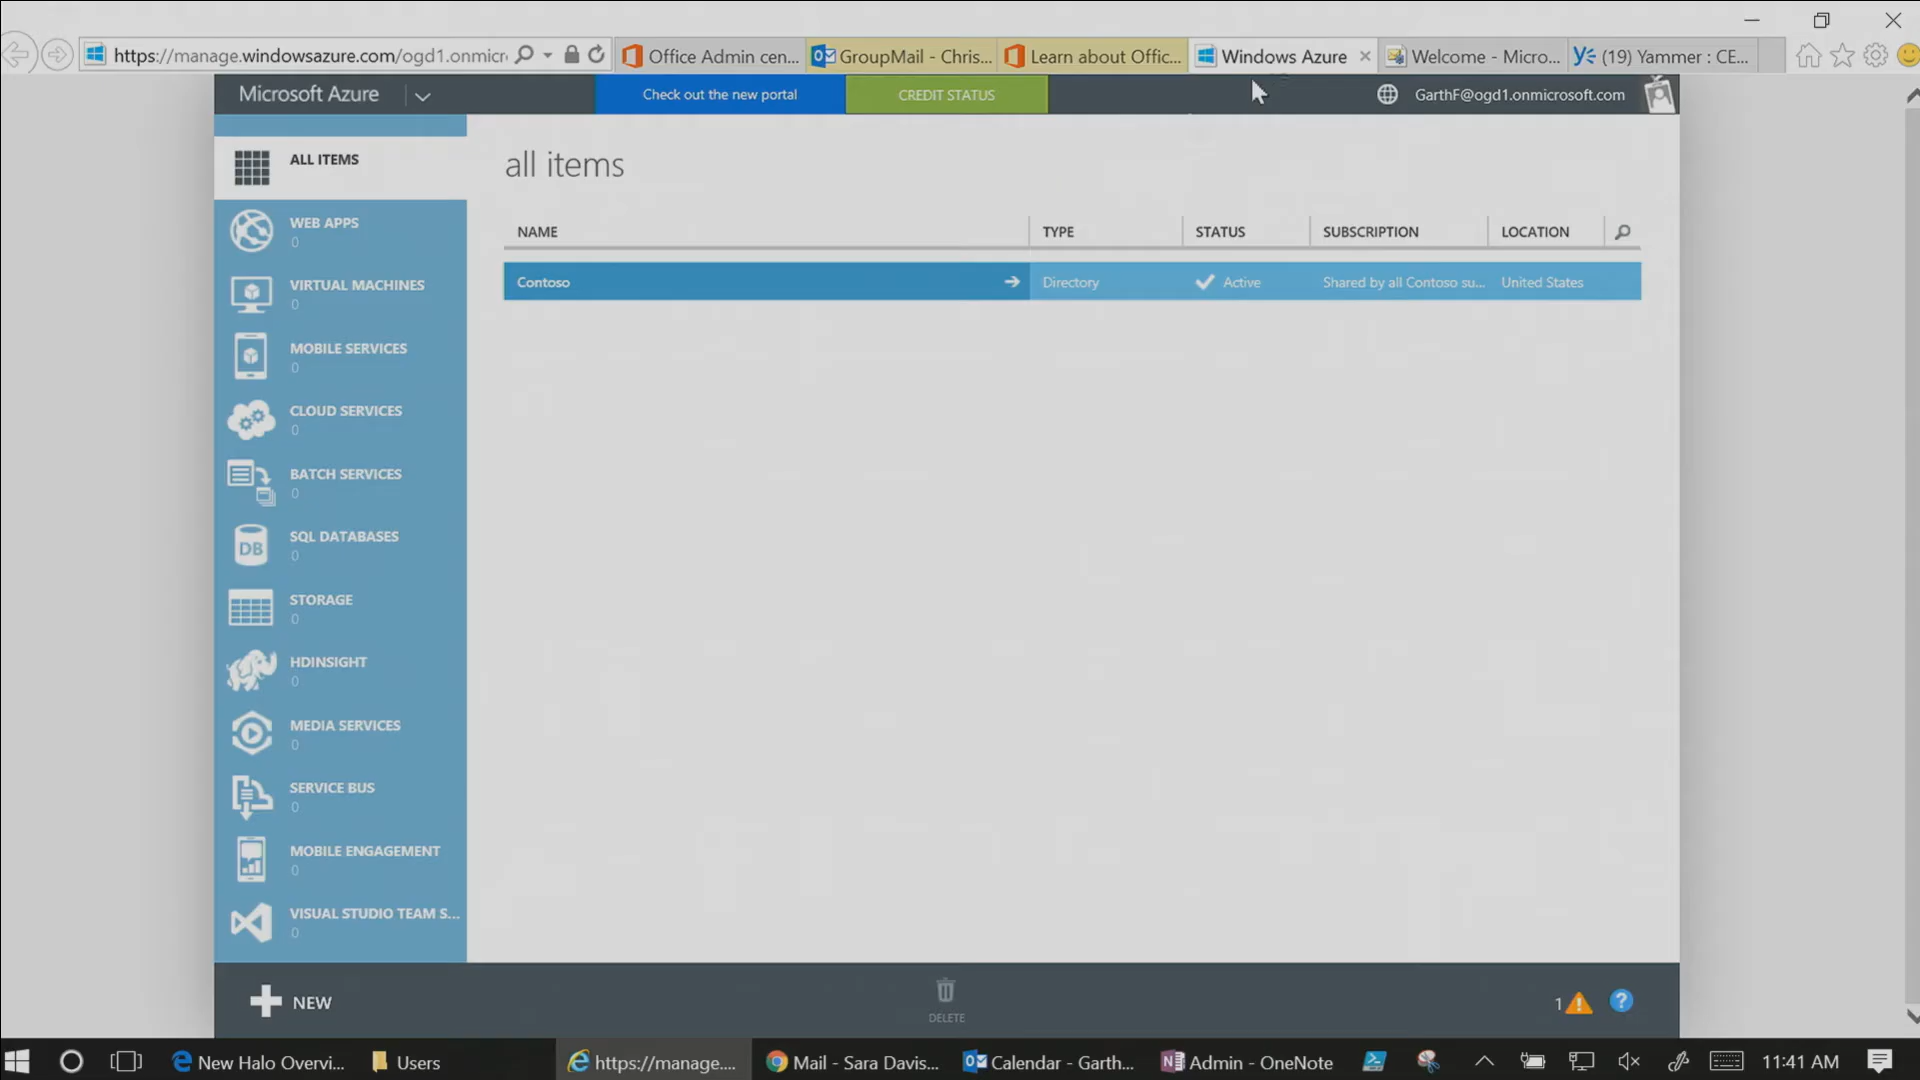 https://manage.windowsazure.com/ogd1.onmicr
Office Admin cen...
GroupMail - Chris...
Learn about Offic...
Windows Azure
Welcome - Micro...
(19) Yammer : CE...
Microsoft Azure
Check out the new portal
CREDIT STATUS
GarthF@ogd1.onmicrosoft.com
ALL ITEMS
all items
NAME TYPE STATUS SUBSCRIPTION LOCATION
Contoso Directory Active Shared by all Contoso su... United States
WEB APPS
0
VIRTUAL MACHINES
0
MOBILE SERVICES
0
CLOUD SERVICES
0
BATCH SERVICES
0
SQL DATABASES
0
DB
STORAGE
0
HDINSIGHT
0
MEDIA SERVICES
0
SERVICE BUS
0
MOBILE ENGAGEMENT
0
VISUAL STUDIO TEAM S...
0
NEW
DELETE
1
New Halo Overvi...
Users
https://manage....
Mail - Sara Davis...
Calendar - Garth...
Admin - OneNote
11:41 AM